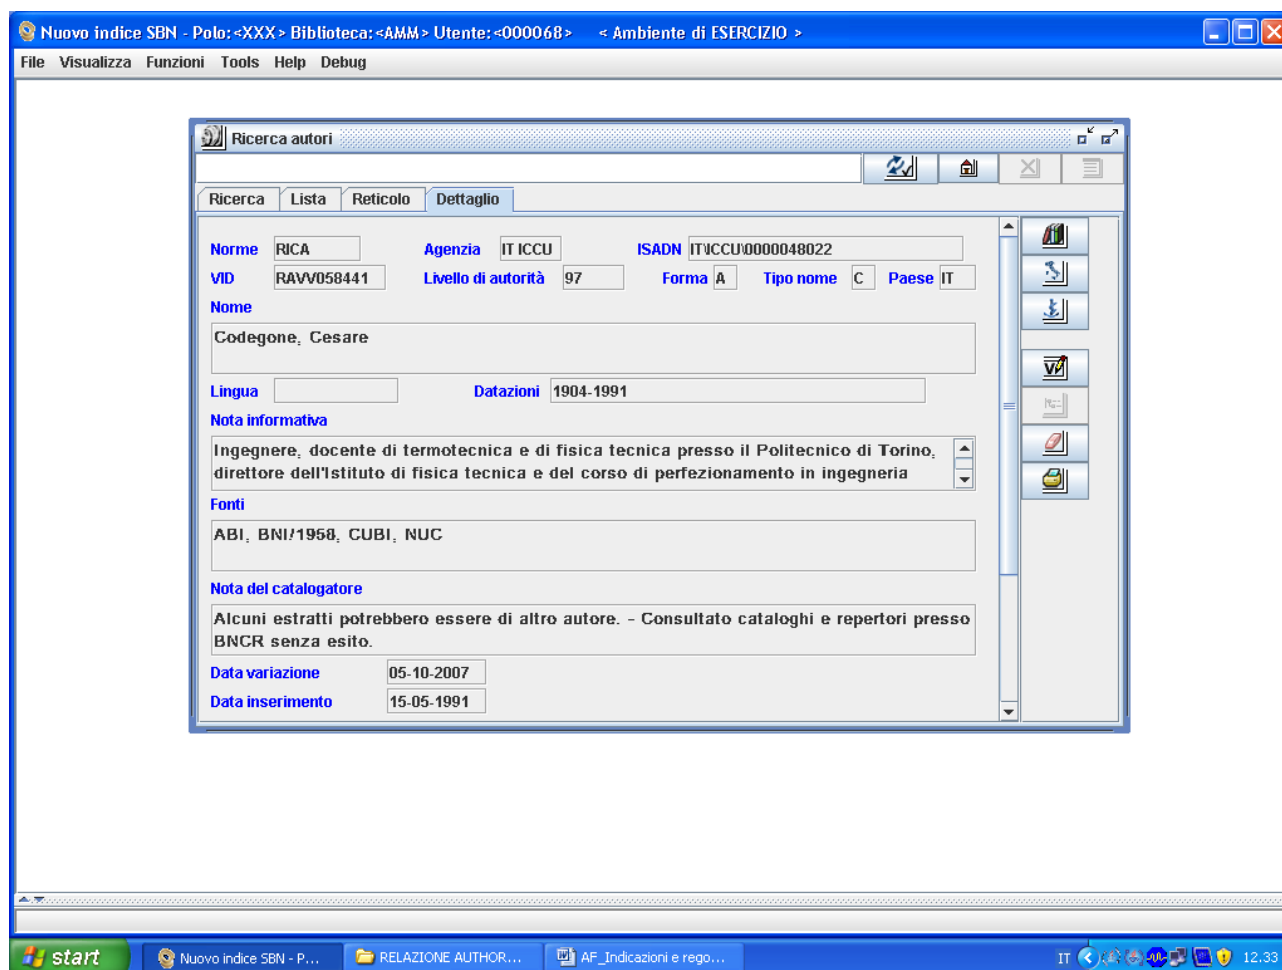 Nuovo indice SBN - Polo:<XXX> Biblioteca:<AMM> Utente:<000068> < Ambiente di ESERCIZIO >
File Visualizza Funzioni Tools Help Debug
Ricerca autori
Ricerca Lista Reticolo Dettaglio
Norme RICA Agenzia IT ICCU ISADN IT\ICCU\0000048022
VID RAVV058441 Livello di autorità 97 Forma A Tipo nome C Paese IT
Nome
Codegone, Cesare
Lingua Datazioni 1904-1991
Nota informativa
Ingegnere, docente di termotecnica e di fisica tecnica presso il Politecnico di Torino,
direttore dell'Istituto di fisica tecnica e del corso di perfezionamento in ingegneria
Fonti
ABI, BNI/1958, CUBI, NUC
Nota del catalogatore
Alcuni estratti potrebbero essere di altro autore. - Consultato cataloghi e repertori presso
BNCR senza esito.
Data variazione 05-10-2007
Data inserimento 15-05-1991
start Nuovo indice SBN - P... RELAZIONE AUTHOR... AF_Indicazioni e rego... IT 12.33